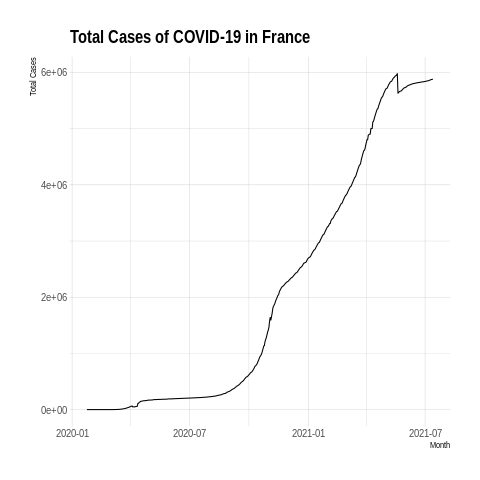 Total Cases of COVID-19 in France
Total Cases
6e+06
4e+06
2e+06
0e+00
2020-01
2020-07
2021-01
2021-07
Month